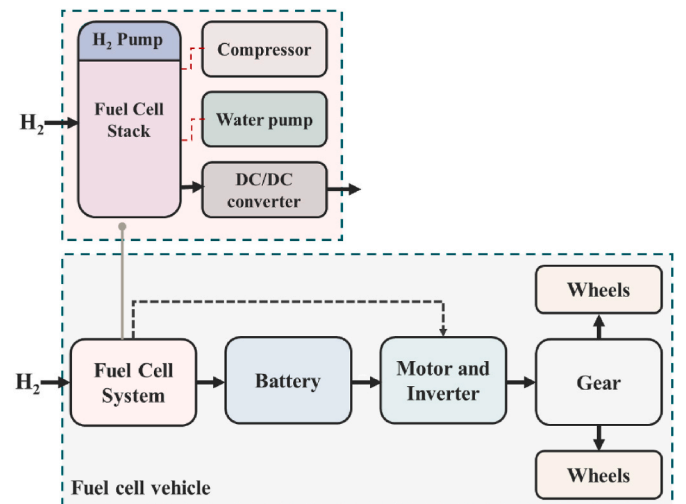 H₂ Pump
Compressor
H₂
Fuel Cell
Stack
Water pump
DC/DC
converter
Wheels
H₂
Fuel Cell
System
Battery
Motor and
Inverter
Gear
Wheels
Fuel cell vehicle